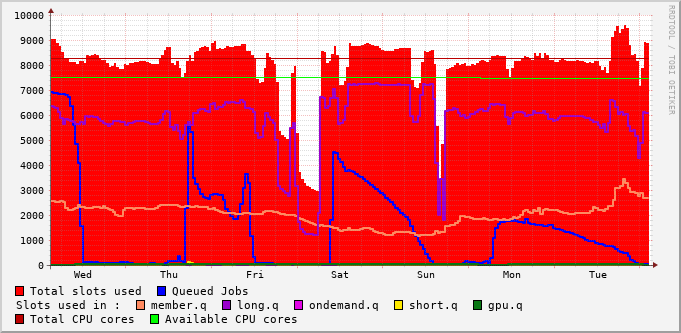 10000
9000
8000
7000
6000
5000
4000
3000
2000
1000
0
Wed Thu Fri Sat Sun Mon Tue
Total slots used Queued Jobs
Slots used in : member.q long.q ondemand.q short.q gpu.q
Total CPU cores Available CPU cores
RRDTOOL / TOBI OETIKER